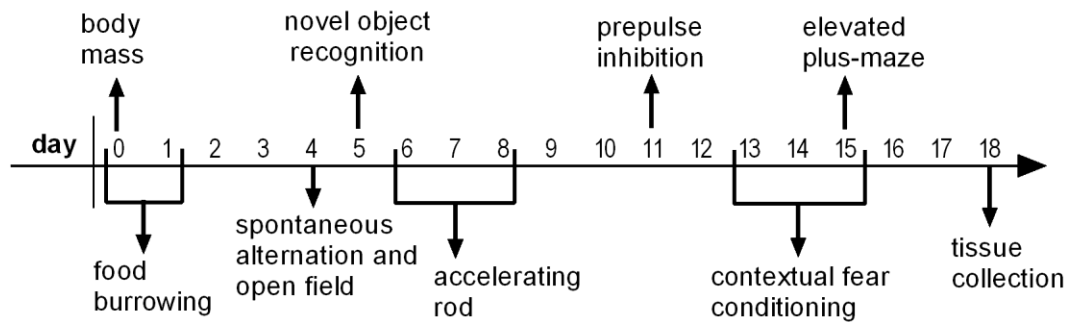 body
mass
novel object
recognition
prepulse
inhibition
elevated
plus-maze
day 0 1 2 3 4 5 6 7 8 9 10 11 12 13 14 15 16 17 18
food
burrowing
spontaneous
alternation and
open field
accelerating
rod
contextual fear
conditioning
tissue
collection